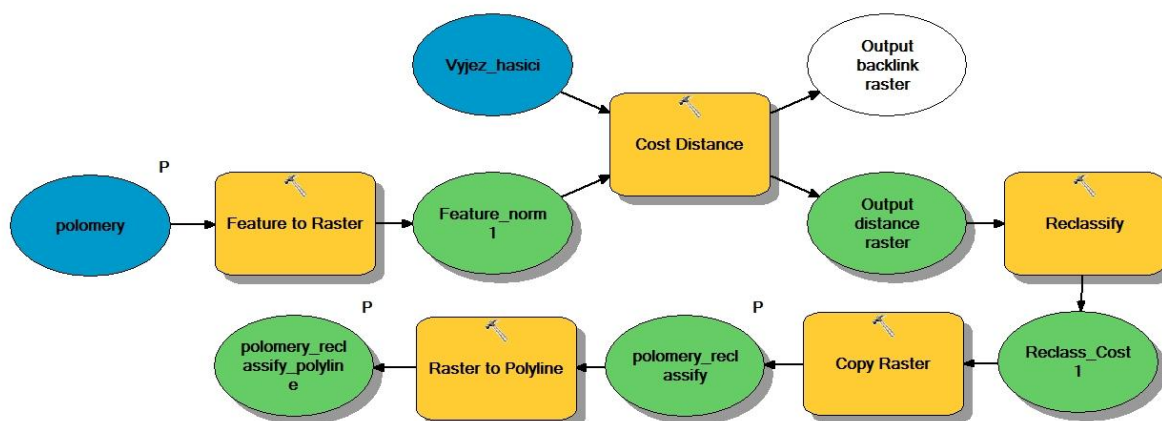 Vyjez_hasici
Output
backlink
raster
Cost Distance
P
polomery
Feature to Raster
Feature_norm
1
Output
distance
raster
Reclassify
P
polomery_recl
assify_polylin
e
Raster to Polyline
P
polomery_recl
assify
Copy Raster
Reclass_Cost
1